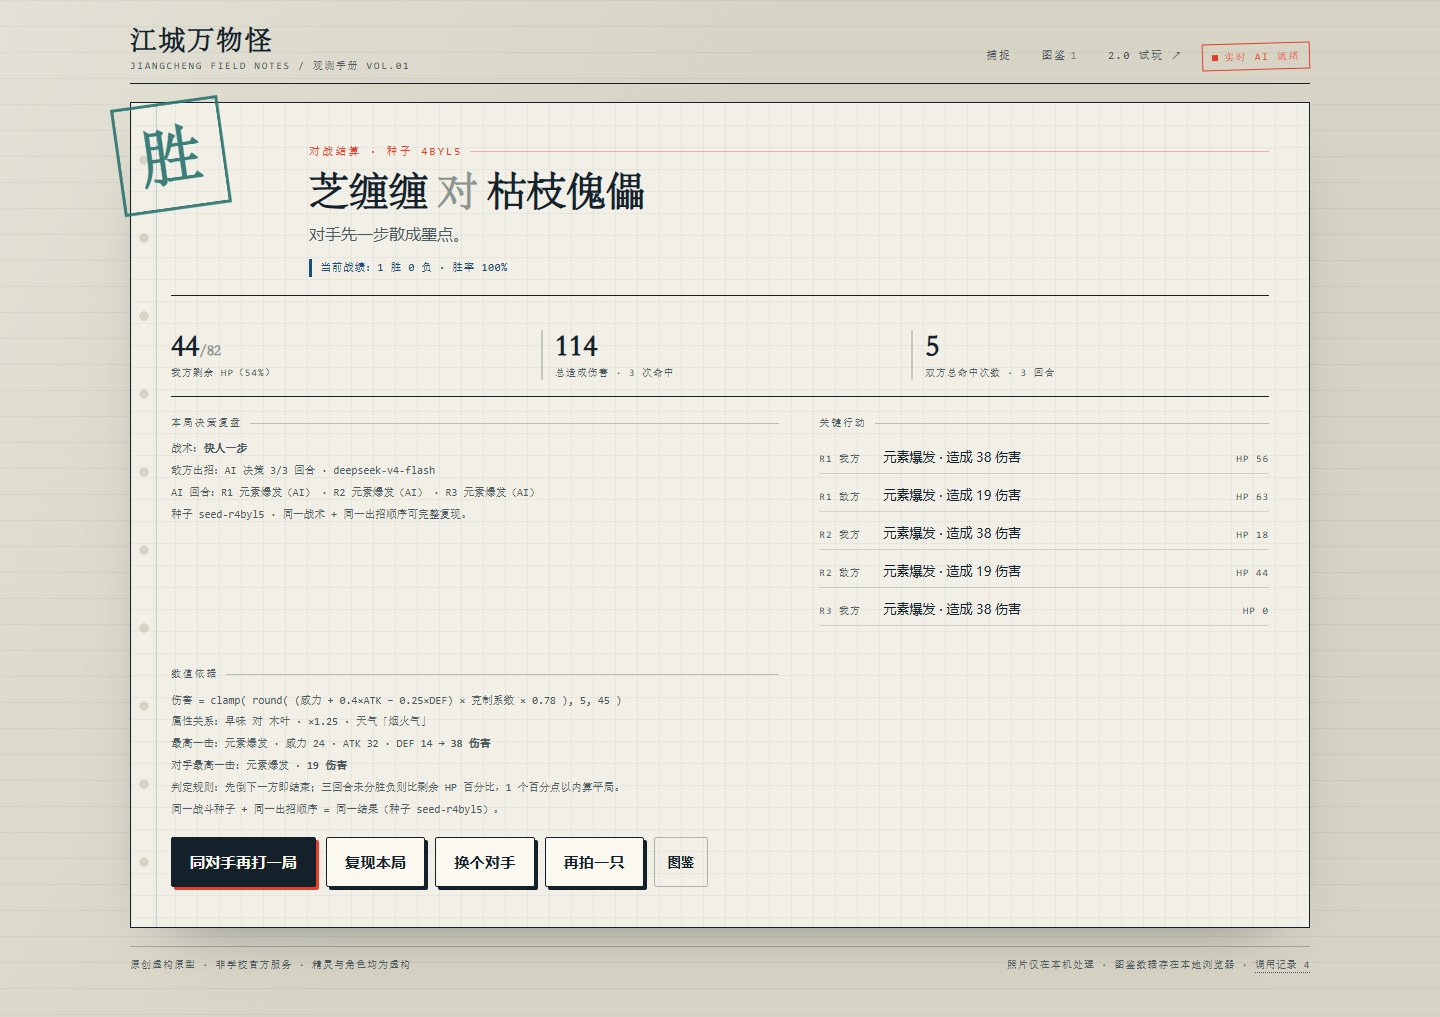 江城万物怪
JIANGCHENG FIELD NOTES / 观测手册 VOL.01
捕捉 图鉴 1 2.0 试玩 ↗ 实时 AI 就绪
胜
对战结算 · 种子 4BYL5
芝缠缠 对 枯枝傀儡
对手先一步散成墨点。
当前战绩: 1 胜 0 负 · 胜率 100%
44/82
我方剩余 HP (54%)
114
总造成伤害 · 3 次命中
5
双方总命中次数 · 3 回合
本局决策复盘
战术: 快人一步
敌方出招: AI 决策 3/3 回合 · deepseek-v4-flash
AI 回合: R1 元素爆发 (AI) · R2 元素爆发 (AI) · R3 元素爆发 (AI)
种子 seed-r4byl5 · 同一战术 + 同一出招顺序可完整复现。
关键行动
R1 我方 元素爆发 · 造成 38 伤害 HP 56
R1 敌方 元素爆发 · 造成 19 伤害 HP 63
R2 我方 元素爆发 · 造成 38 伤害 HP 18
R2 敌方 元素爆发 · 造成 19 伤害 HP 44
R3 我方 元素爆发 · 造成 38 伤害 HP 0
数值依据
伤害 = clamp( round( (威力 + 0.4×ATK − 0.25×DEF) × 克制系数 × 0.78 ), 5, 45 )
属性关系: 早味 对 木叶 · ×1.25 · 天气「烟火气」
最高一击: 元素爆发 · 威力 24 · ATK 32 · DEF 14 → 38 伤害
对手最高一击: 元素爆发 · 19 伤害
判定规则: 先倒下一方即结束; 三回合未分胜负则比剩余 HP 百分比, 1 个百分点以内算平局。
同一战斗种子 + 同一出招顺序 = 同一结果 (种子 seed-r4byl5) 。
同对手再打一局 复现本局 换个对手 再拍一只 图鉴
原创虚构原型 · 非学校官方服务 · 精灵与角色均为虚构
照片仅在本机处理 · 图鉴数据存在本地浏览器 · 调用记录 4